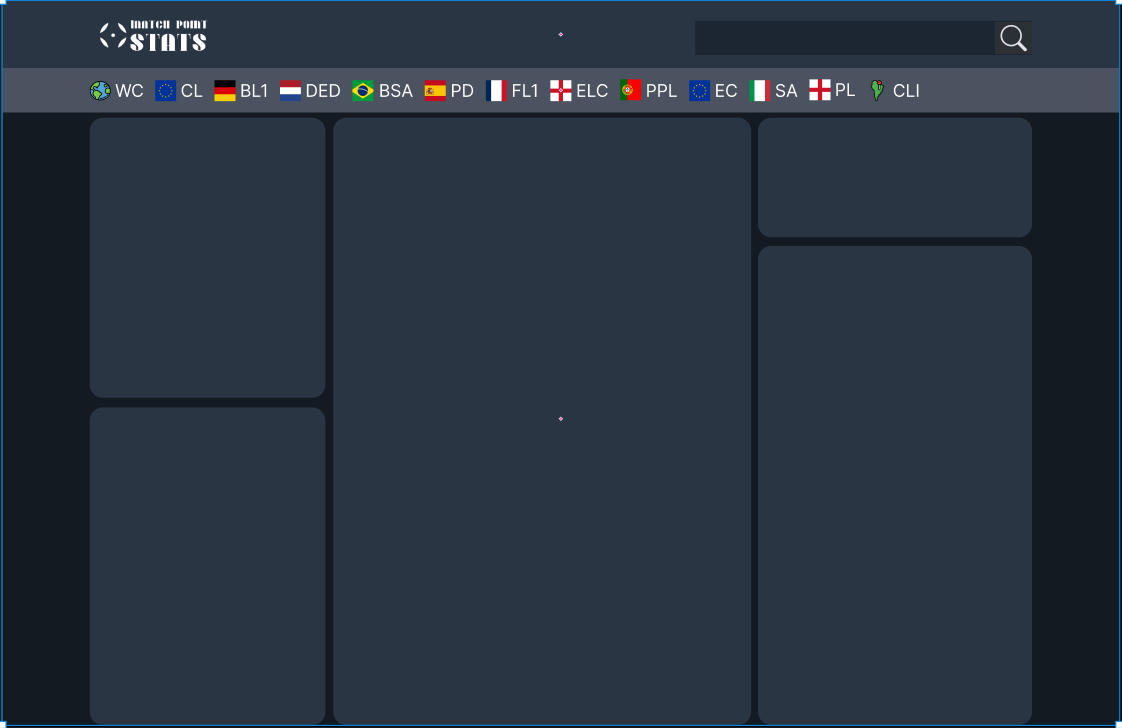 MATCH POINT
STATS
WC CL BL1 DED BSA PD FL1 ELC PPL EC SA PL CLI